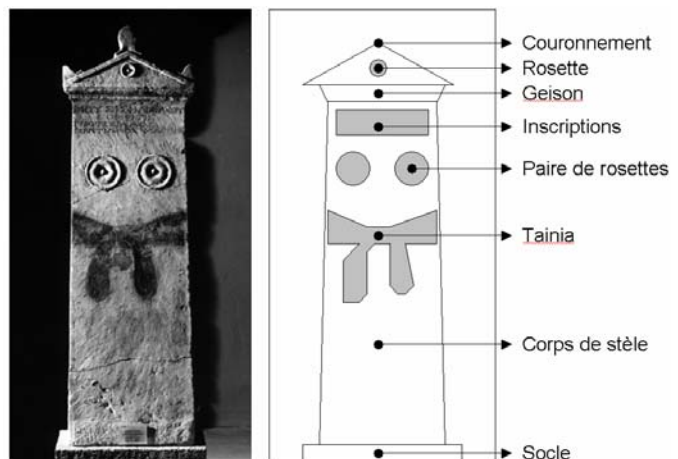 Couronnement
Rosette
Geison
Inscriptions
Paire de rosettes
Tainia
Corps de stèle
Socle